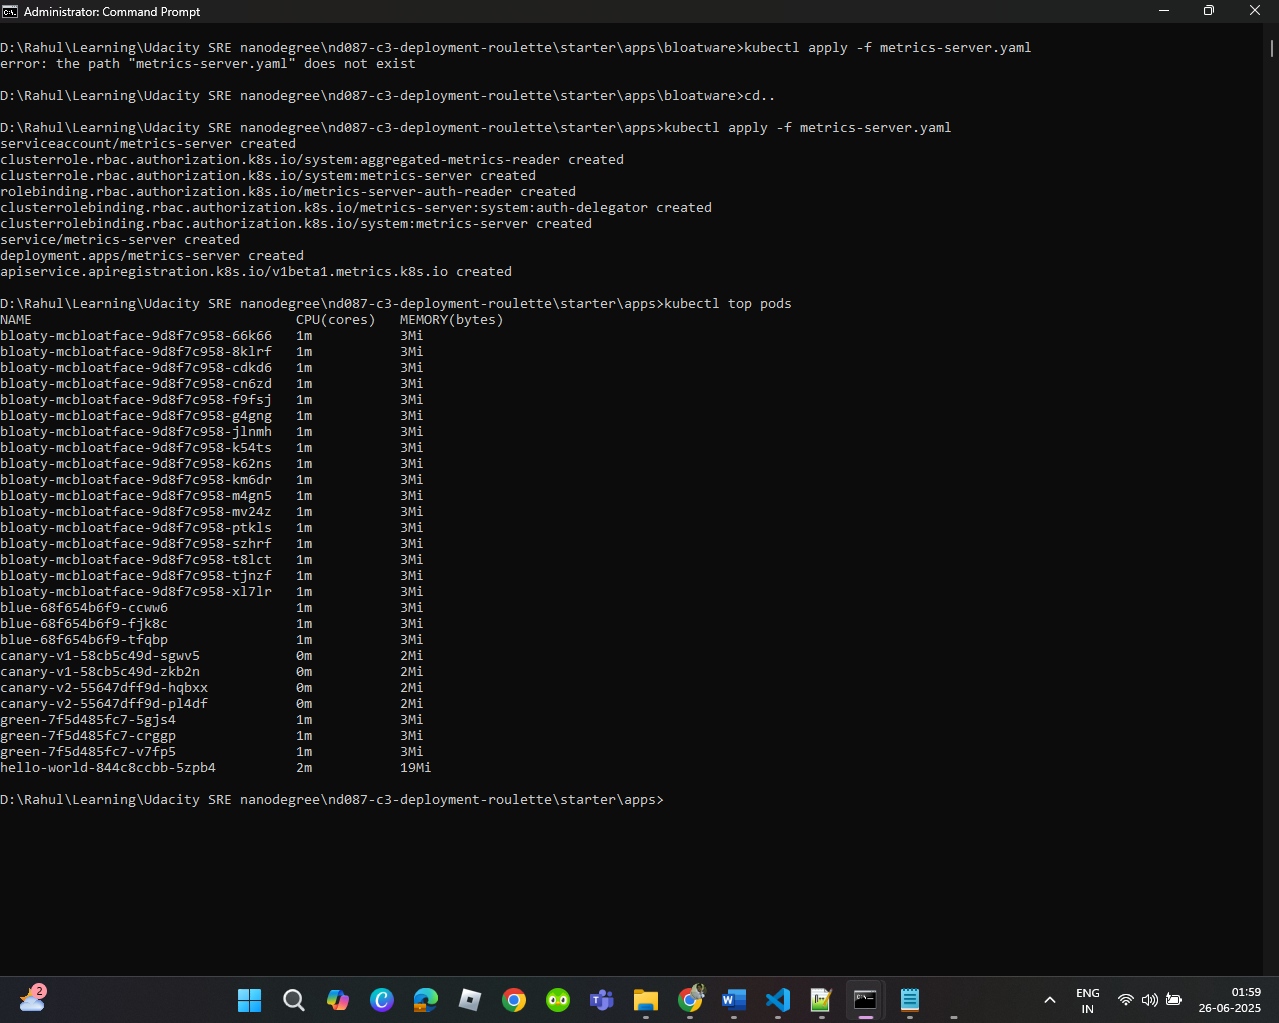 Administrator: Command Prompt
D:\Rahul\Learning\Udacity SRE nanodegree\nd087-c3-deployment-roulette\starter\apps\bloatware>kubectl apply -f metrics-server.yaml
error: the path "metrics-server.yaml" does not exist
D:\Rahul\Learning\Udacity SRE nanodegree\nd087-c3-deployment-roulette\starter\apps\bloatware>cd..
D:\Rahul\Learning\Udacity SRE nanodegree\nd087-c3-deployment-roulette\starter\apps>kubectl apply -f metrics-server.yaml
serviceaccount/metrics-server created
clusterrole.rbac.authorization.k8s.io/system:aggregated-metrics-reader created
clusterrole.rbac.authorization.k8s.io/system:metrics-server created
rolebinding.rbac.authorization.k8s.io/metrics-server-auth-reader created
clusterrolebinding.rbac.authorization.k8s.io/metrics-server:system:auth-delegator created
clusterrolebinding.rbac.authorization.k8s.io/system:metrics-server created
service/metrics-server created
deployment.apps/metrics-server created
apiservice.apiregistration.k8s.io/v1beta1.metrics.k8s.io created
D:\Rahul\Learning\Udacity SRE nanodegree\nd087-c3-deployment-roulette\starter\apps>kubectl top pods
NAME CPU(cores) MEMORY(bytes)
bloaty-mcbloatface-9d8f7c958-66k66 1m 3Mi
bloaty-mcbloatface-9d8f7c958-8klrf 1m 3Mi
bloaty-mcbloatface-9d8f7c958-cdkd6 1m 3Mi
bloaty-mcbloatface-9d8f7c958-cn6zd 1m 3Mi
bloaty-mcbloatface-9d8f7c958-f9fsj 1m 3Mi
bloaty-mcbloatface-9d8f7c958-g4gng 1m 3Mi
bloaty-mcbloatface-9d8f7c958-jlnmh 1m 3Mi
bloaty-mcbloatface-9d8f7c958-k54ts 1m 3Mi
bloaty-mcbloatface-9d8f7c958-k62ns 1m 3Mi
bloaty-mcbloatface-9d8f7c958-km6dr 1m 3Mi
bloaty-mcbloatface-9d8f7c958-m4gn5 1m 3Mi
bloaty-mcbloatface-9d8f7c958-mv24z 1m 3Mi
bloaty-mcbloatface-9d8f7c958-ptkls 1m 3Mi
bloaty-mcbloatface-9d8f7c958-szhrf 1m 3Mi
bloaty-mcbloatface-9d8f7c958-t8lct 1m 3Mi
bloaty-mcbloatface-9d8f7c958-tjnzf 1m 3Mi
bloaty-mcbloatface-9d8f7c958-xl7lr 1m 3Mi
blue-68f654b6f9-ccww6 1m 3Mi
blue-68f654b6f9-fjk8c 1m 3Mi
blue-68f654b6f9-tfqbp 1m 3Mi
canary-v1-58cb5c49d-sgwv5 0m 2Mi
canary-v1-58cb5c49d-zkb2n 0m 2Mi
canary-v2-55647dff9d-hqbxx 0m 2Mi
canary-v2-55647dff9d-pl4df 0m 2Mi
green-7f5d485fc7-5gjs4 1m 3Mi
green-7f5d485fc7-crggp 1m 3Mi
green-7f5d485fc7-v7fp5 1m 3Mi
hello-world-844c8ccbb-5zpb4 2m 19Mi
D:\Rahul\Learning\Udacity SRE nanodegree\nd087-c3-deployment-roulette\starter\apps>
2
ENG
IN
01:59
26-06-2025